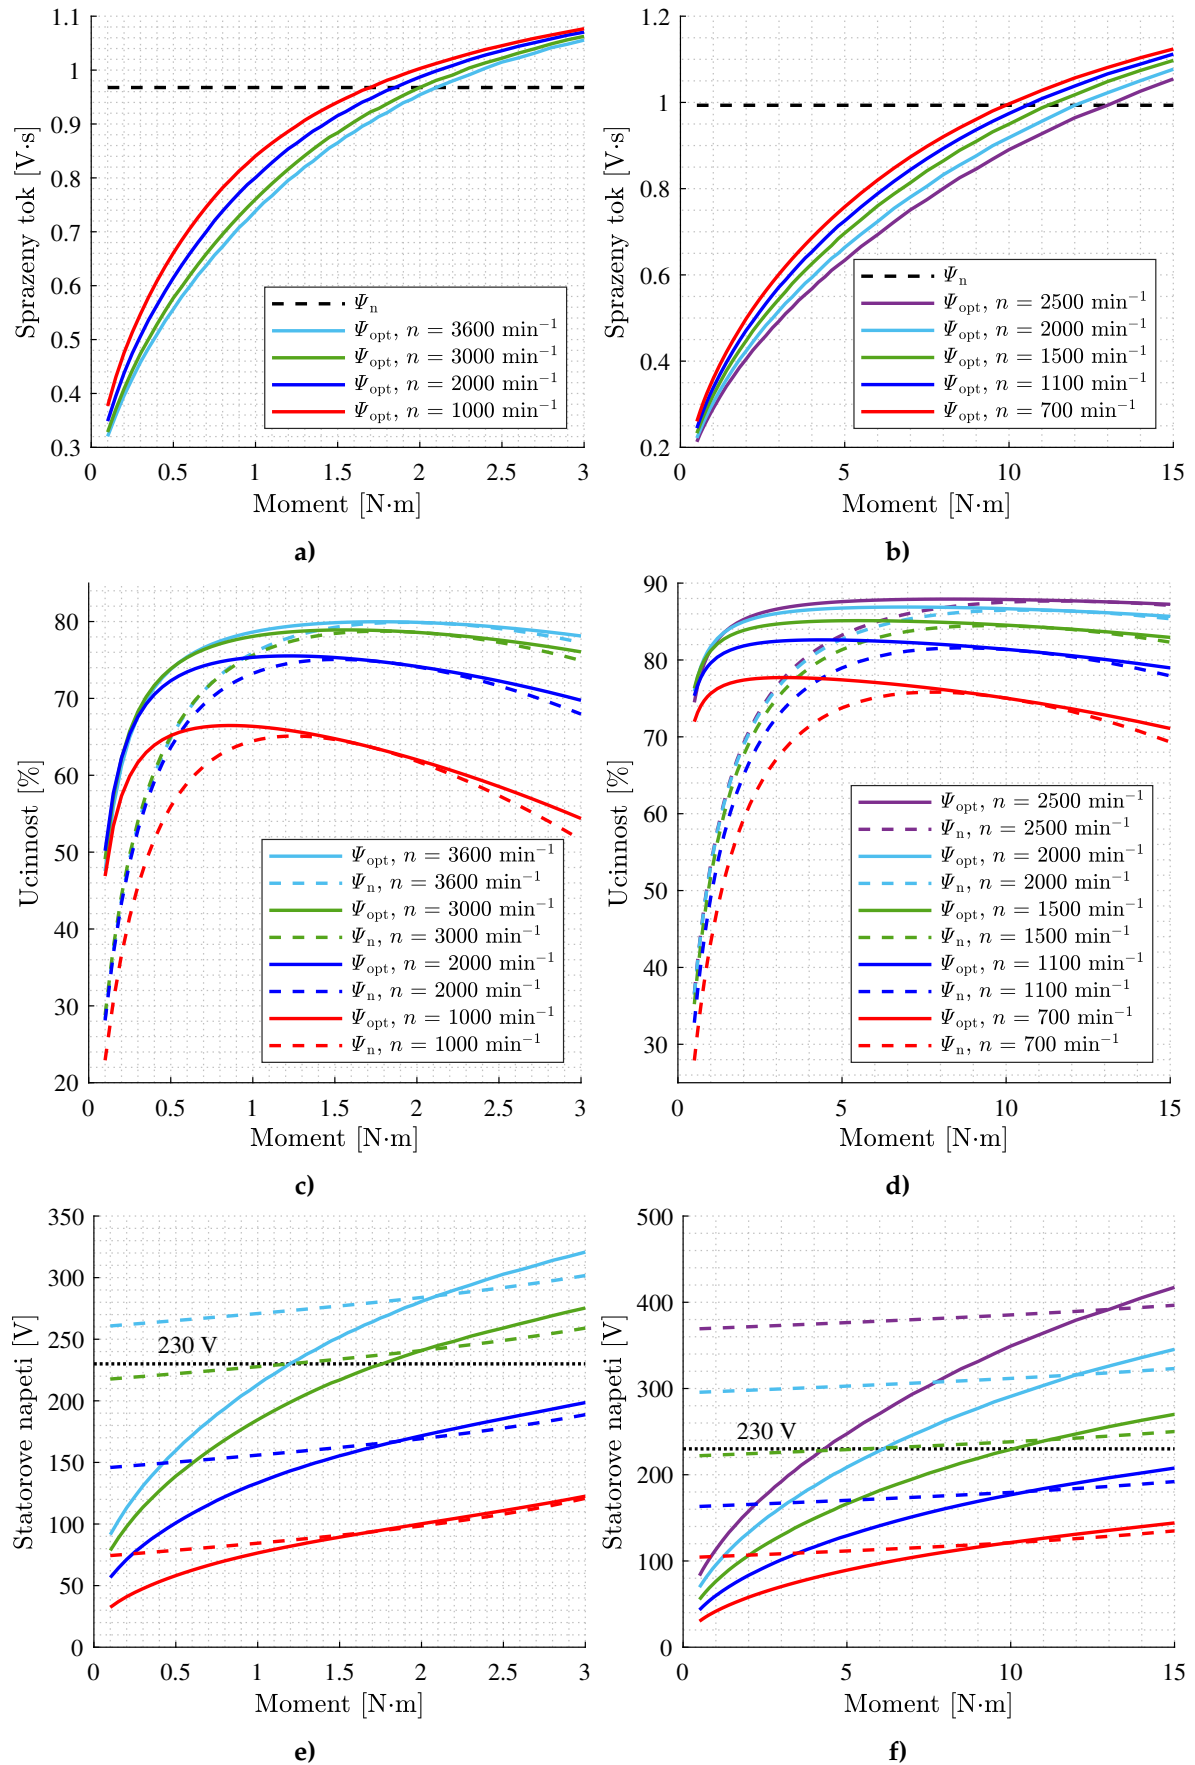 1.1
1
0.9
0.8
0.7
0.6
0.5
0.4
0.3
0
0.5
1
1.5
2
2.5
3
Sprazeny tok [V·s]
Moment [N·m]
Ψn
Ψopt, n = 3600 min−1
Ψopt, n = 3000 min−1
Ψopt, n = 2000 min−1
Ψopt, n = 1000 min−1
a)
1.2
1
0.8
0.6
0.4
0.2
0
5
10
15
Sprazeny tok [V·s]
Moment [N·m]
Ψn
Ψopt, n = 2500 min−1
Ψopt, n = 2000 min−1
Ψopt, n = 1500 min−1
Ψopt, n = 1100 min−1
Ψopt, n = 700 min−1
b)
80
70
60
50
40
30
20
0
0.5
1
1.5
2
2.5
3
Ucinnost [%]
Moment [N·m]
Ψopt, n = 3600 min−1
Ψn, n = 3600 min−1
Ψopt, n = 3000 min−1
Ψn, n = 3000 min−1
Ψopt, n = 2000 min−1
Ψn, n = 2000 min−1
Ψopt, n = 1000 min−1
Ψn, n = 1000 min−1
c)
90
80
70
60
50
40
30
0
5
10
15
Ucinnost [%]
Moment [N·m]
Ψopt, n = 2500 min−1
Ψn, n = 2500 min−1
Ψopt, n = 2000 min−1
Ψn, n = 2000 min−1
Ψopt, n = 1500 min−1
Ψn, n = 1500 min−1
Ψopt, n = 1100 min−1
Ψn, n = 1100 min−1
Ψopt, n = 700 min−1
Ψn, n = 700 min−1
d)
350
300
250
200
150
100
50
0
0
0.5
1
1.5
2
2.5
3
230 V
Statorove napeti [V]
Moment [N·m]
e)
500
400
300
200
100
0
0
5
10
15
230 V
Statorove napeti [V]
Moment [N·m]
f)